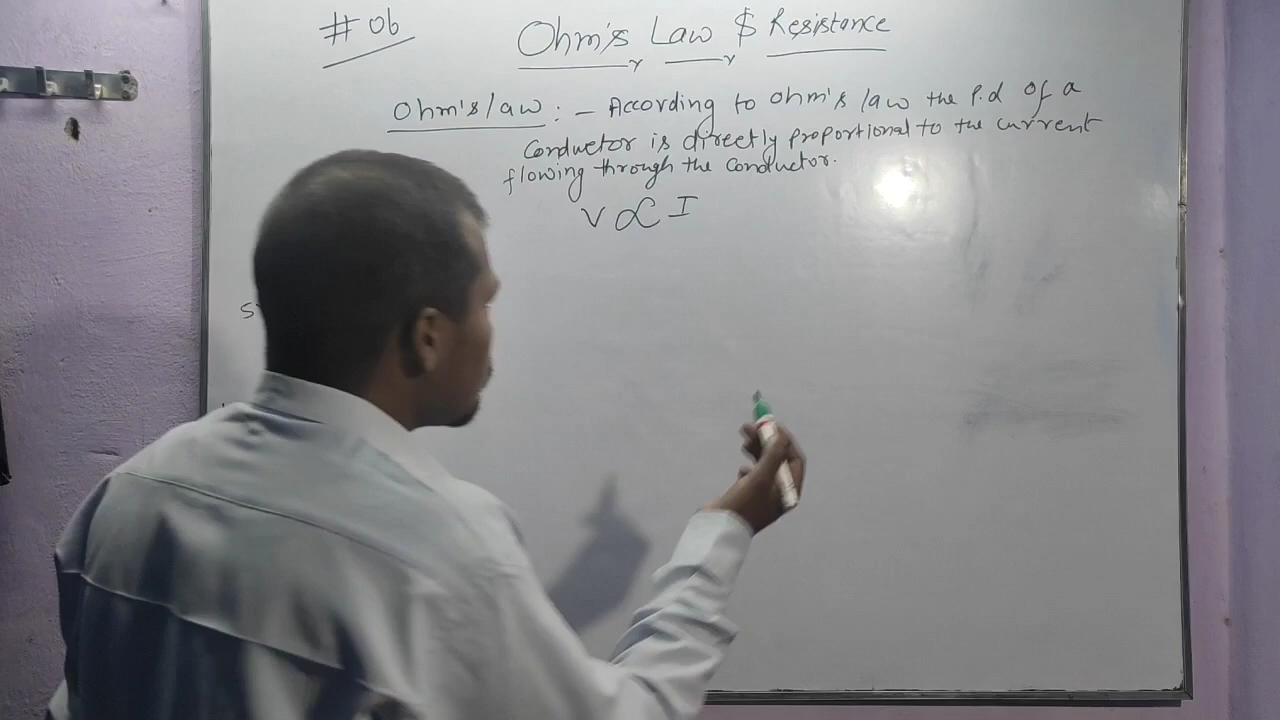 # 06
Ohm's Law $ Resistance
Ohm's law : - According to ohm's law the P.d of a
conductor is directly proportional to the current
flowing through the conductor.
V ∝ I